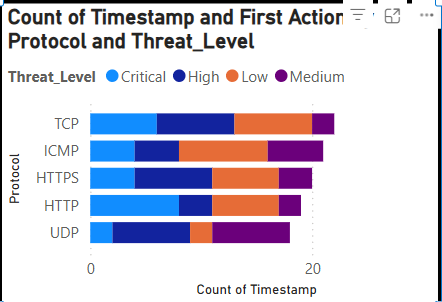 Count of Timestamp and First Action
Protocol and Threat_Level
Threat_Level Critical High Low Medium
TCP
ICMP
HTTPS
HTTP
UDP
Protocol
0 20
Count of Timestamp